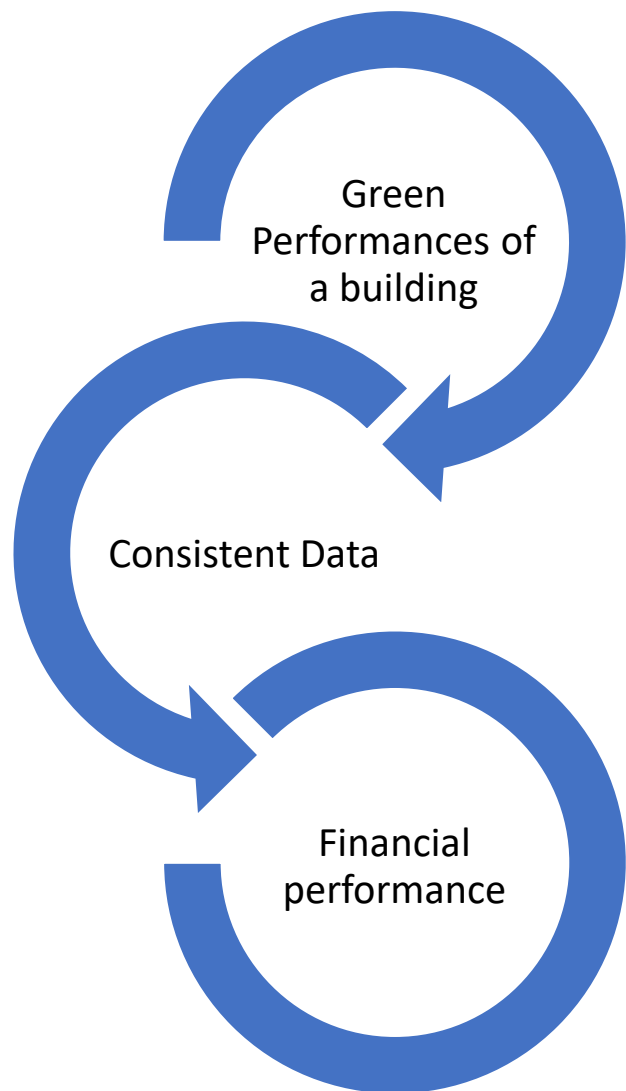 Green
Performances of
a building
Consistent Data
Financial
performance